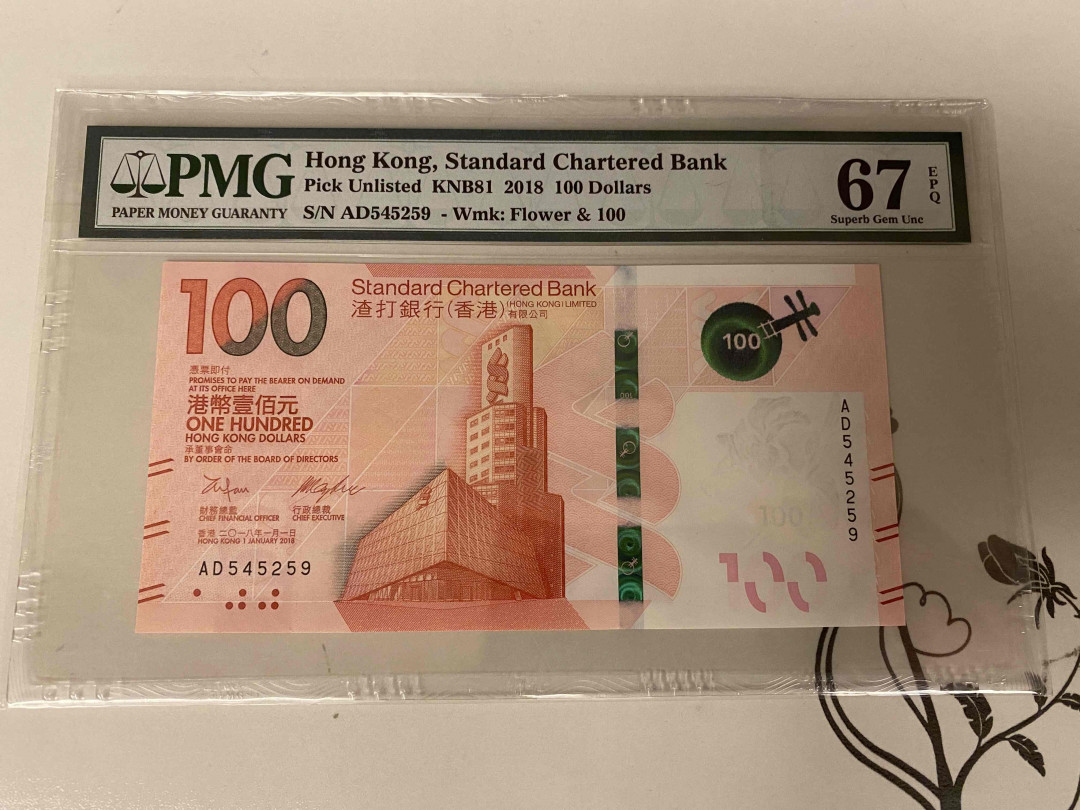 PMG
PAPER MONEY GUARANTY
Hong Kong, Standard Chartered Bank
Pick Unlisted KNB81 2018 100 Dollars
S/N AD545259 - Wmk: Flower & 100
67
EPQ
Superb Gem Unc
100
Standard Chartered Bank
(HONG KONG) LIMITED
渣打銀行(香港)有限公司
憑票即付
PROMISES TO PAY THE BEARER ON DEMAND
AT ITS OFFICE HERE
港幣壹佰元
ONE HUNDRED
HONG KONG DOLLARS
承董事會命
BY ORDER OF THE BOARD OF DIRECTORS
財務總監
CHIEF FINANCIAL OFFICER
行政總裁
CHIEF EXECUTIVE
香港 二〇一八年一月一日
HONG KONG 1 JANUARY 2018
AD545259
100
100
AD545259
100
100